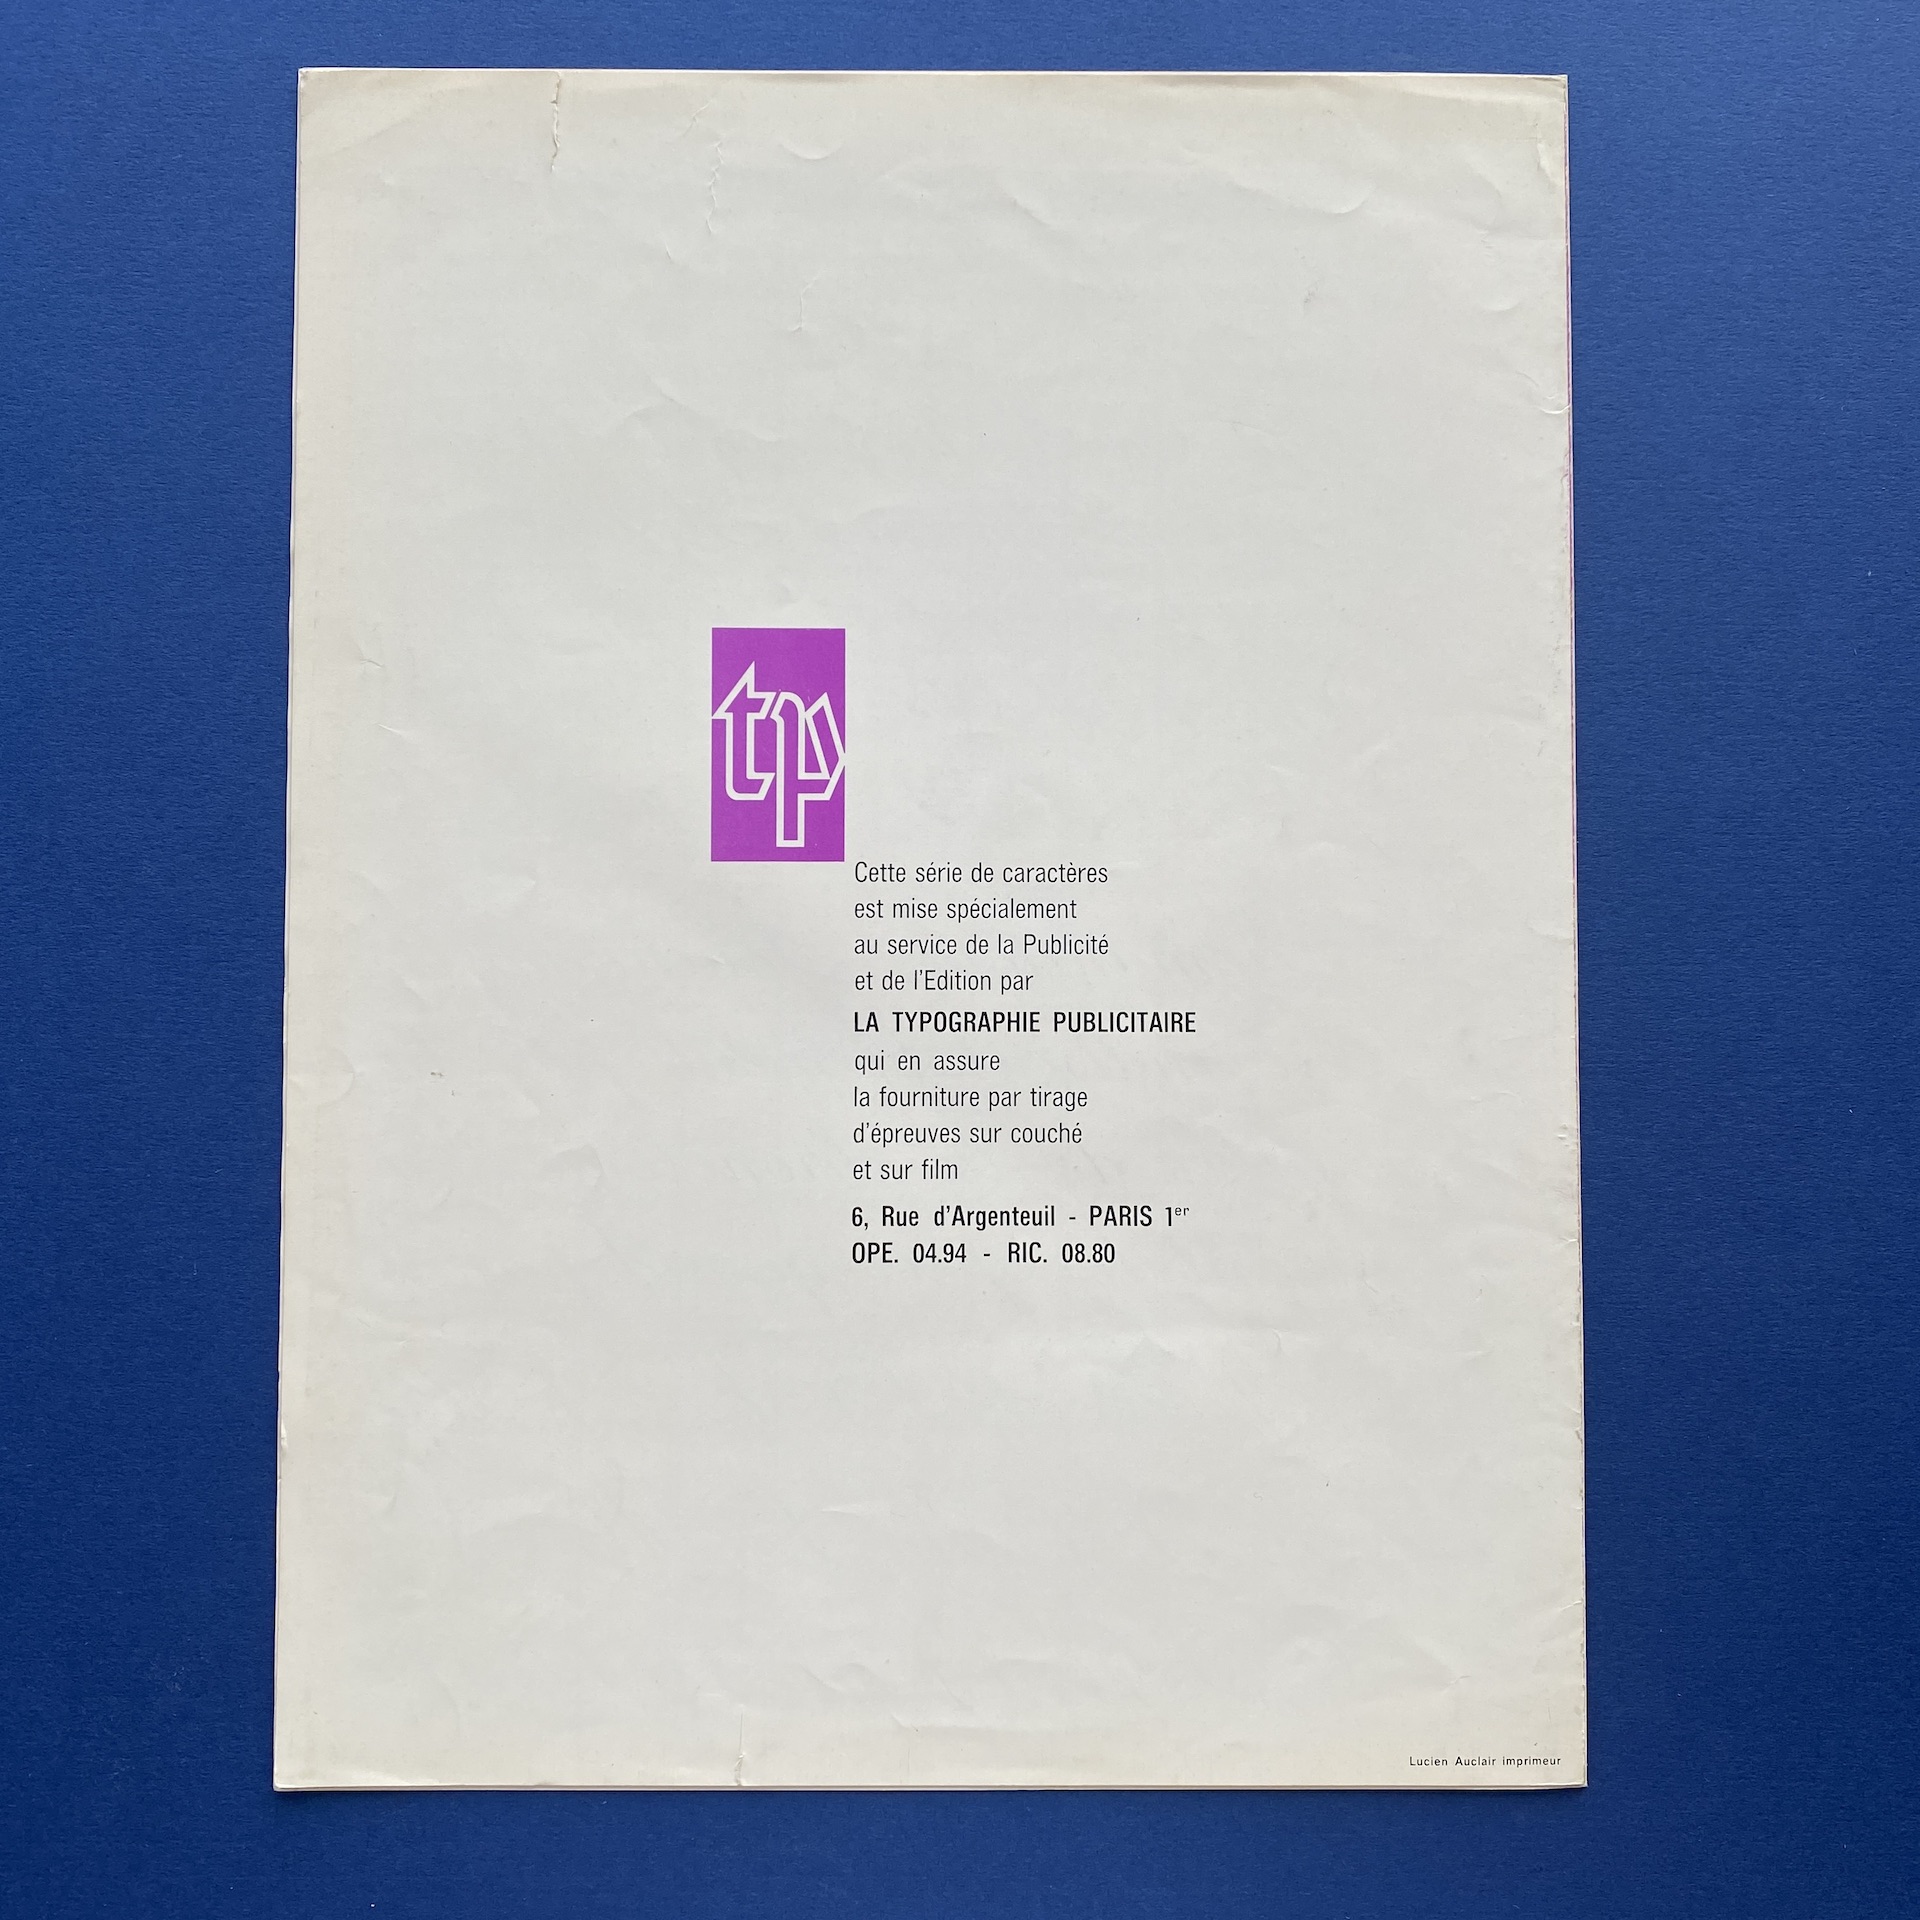 tp
Cette série de caractères
est mise spécialement
au service de la Publicité
et de l'Edition par
LA TYPOGRAPHIE PUBLICITAIRE
qui en assure
la fourniture par tirage
d'épreuves sur couché
et sur film
6, Rue d'Argenteuil - PARIS 1er
OPE. 04.94 - RIC. 08.80
Lucien Auclair imprimeur